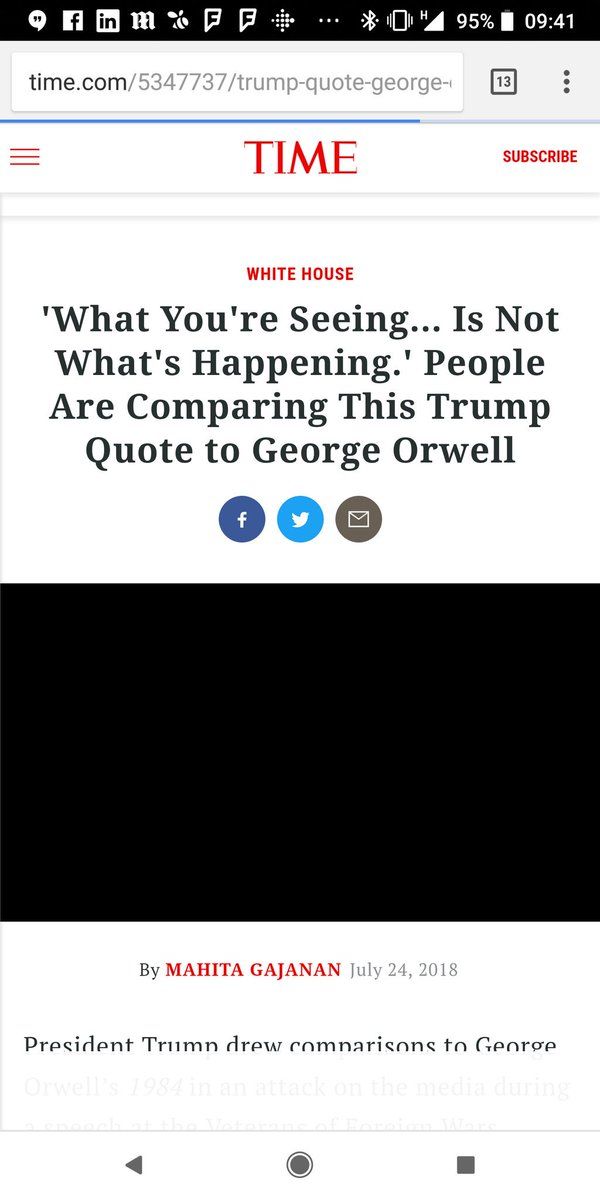 95% 09:41
time.com/5347737/trump-quote-george-
13
TIME
SUBSCRIBE
WHITE HOUSE
'What You're Seeing... Is Not
What's Happening.' People
Are Comparing This Trump
Quote to George Orwell
By MAHITA GAJANAN July 24, 2018
President Trump drew comparisons to George
Orwell's 1984 in an attack on the media during
a speech at the Veterans of Foreign Wars